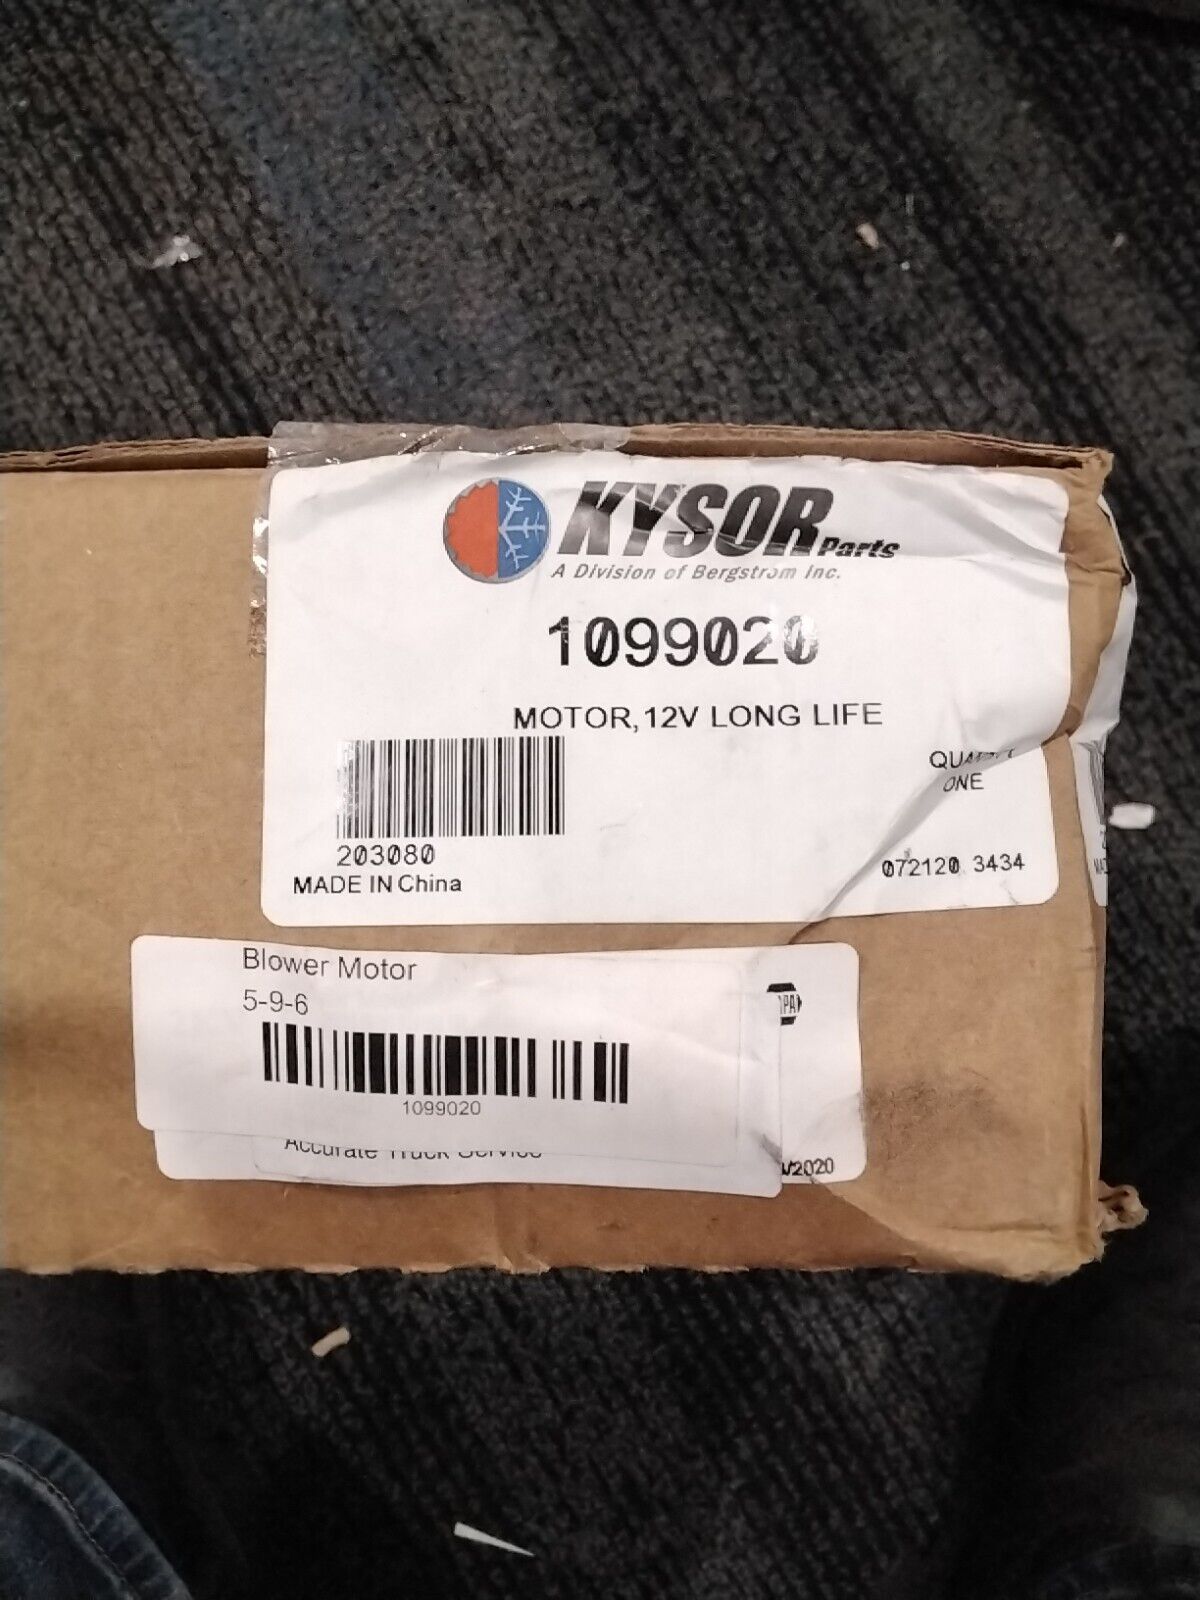 KYSOR Parts
A Division of Bergstrom Inc.
1099020
MOTOR, 12V LONG LIFE
ONE
203080
MADE IN China
072120 3434
Blower Motor
5-9-6
1099020
Accurate Truck Service
/2020